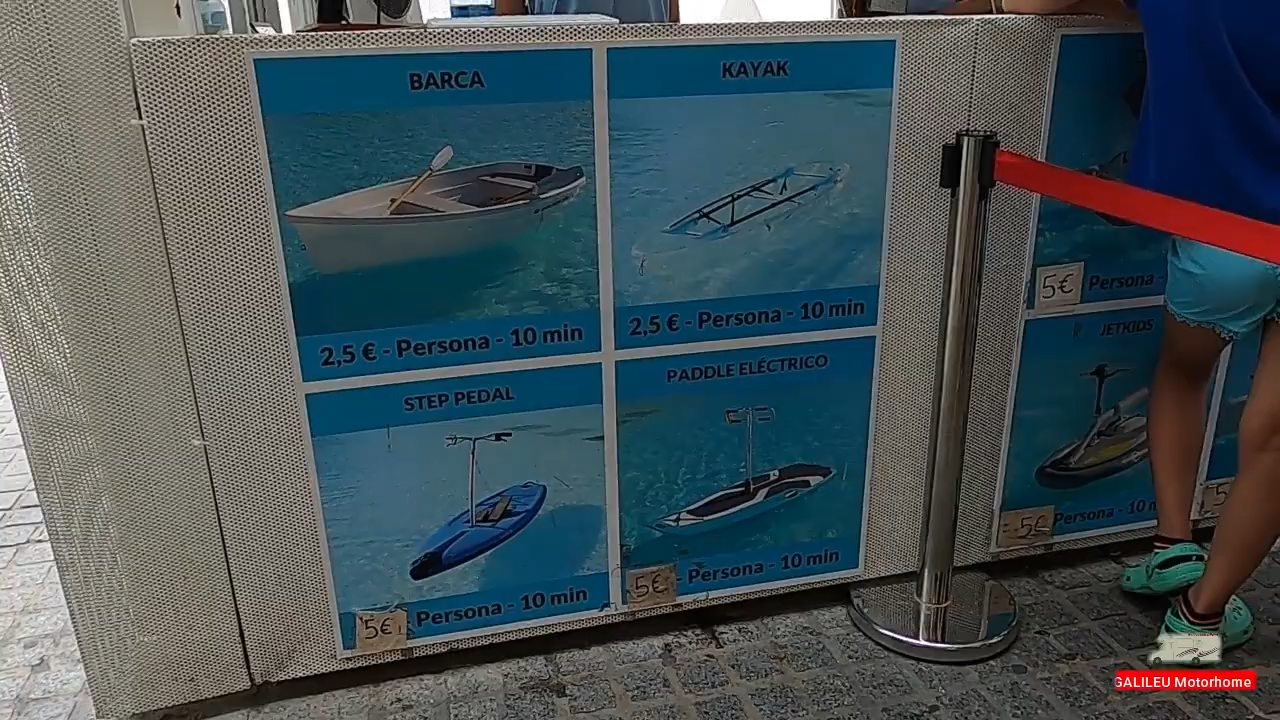 BARCA
2,5 € - Persona - 10 min
KAYAK
2,5 € - Persona - 10 min
STEP PEDAL
5€ Persona - 10 min
PADDLE ELÉCTRICO
5€ - Persona - 10 min
5€ Persona -
JETKIDS
5€ Persona - 10 m
5
GALILEU Motorhome